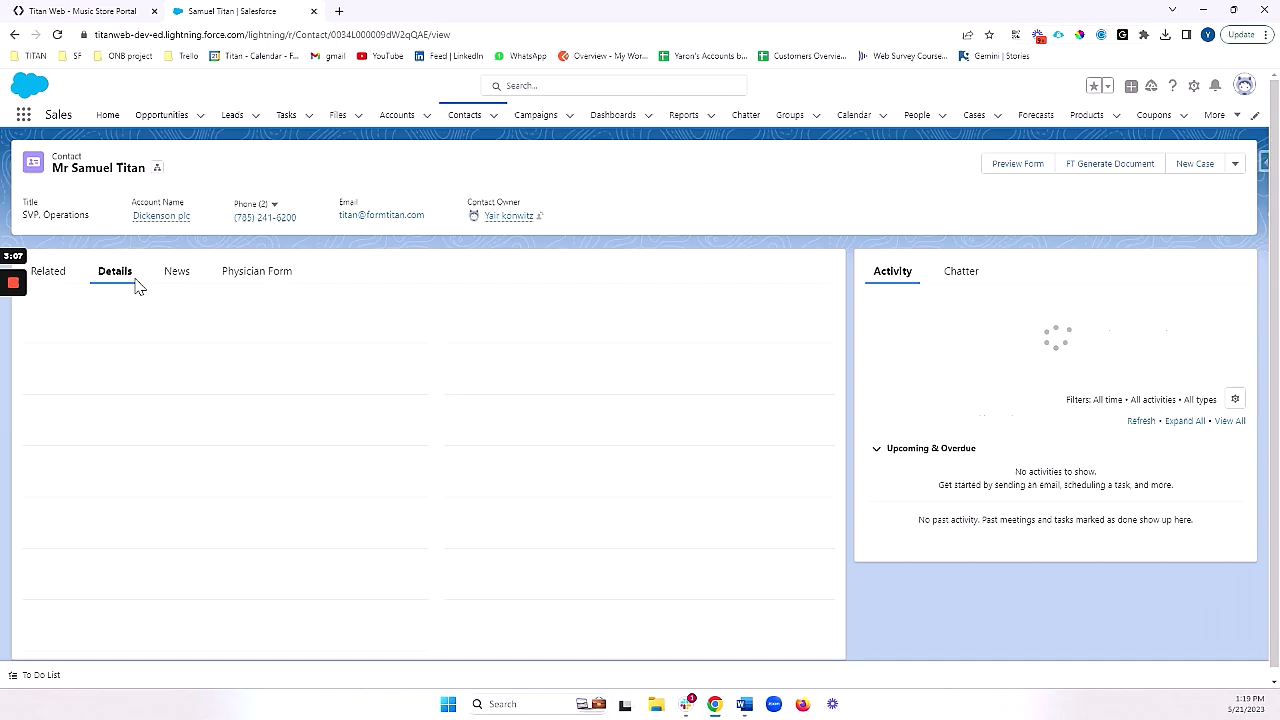 Titan Web - Music Store Portal
Samuel Titan | Salesforce
titanweb-dev-ed.lightning.force.com/lightning/r/Contact/0034L000009dW2qQAE/view
Update
TITAN
SF
ONB project
Trello
Titan - Calendar - F...
gmail
YouTube
Feed | LinkedIn
WhatsApp
Overview - My Wor...
Yaron's Accounts b...
Customers Overvie...
Web Survey Course...
Gemini | Stories
Search...
Sales
Home
Opportunities
Leads
Tasks
Files
Accounts
Contacts
Campaigns
Dashboards
Reports
Chatter
Groups
Calendar
People
Cases
Forecasts
Products
Coupons
More
Contact
Mr Samuel Titan
Preview Form
FT Generate Document
New Case
Title
SVP, Operations
Account Name
Dickenson plc
Phone (2)
(785) 241-6200
Email
titan@formtitan.com
Contact Owner
Yair konwitz
3:07
Related
Details
News
Physician Form
Activity
Chatter
Filters: All time • All activities • All types
Refresh • Expand All • View All
Upcoming & Overdue
No activities to show.
Get started by sending an email, scheduling a task, and more.
No past activity. Past meetings and tasks marked as done show up here.
To Do List
Search
zoom
1:19 PM
5/21/2023